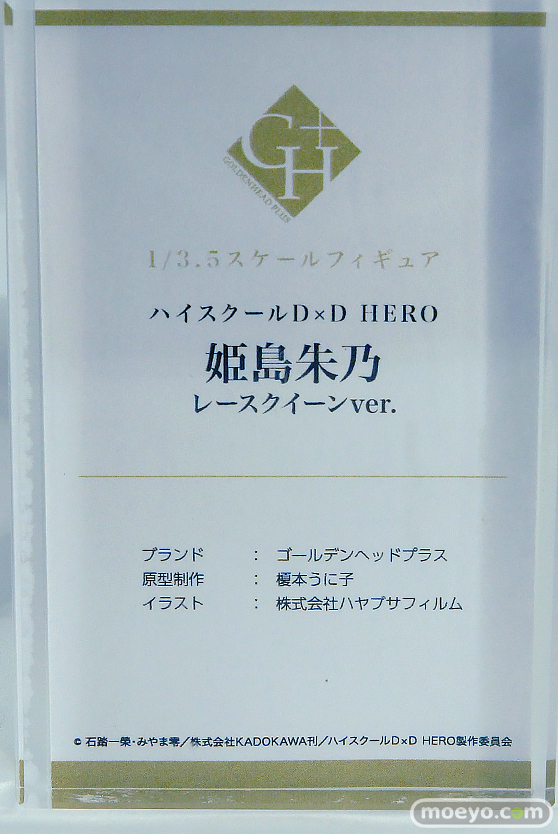 GH+
GOLDENHEAD PLUS
1/3.5スケールフィギュア
ハイスクールD×D HERO
姫島朱乃
レースクイーンver.
ブランド : ゴールデンヘッドプラス
原型制作 : 榎本うに子
イラスト : 株式会社ハヤブサフィルム
© 石踏一榮・みやま零／株式会社KADOKAWA刊／ハイスクールD×D HERO製作委員会
moeyo.com